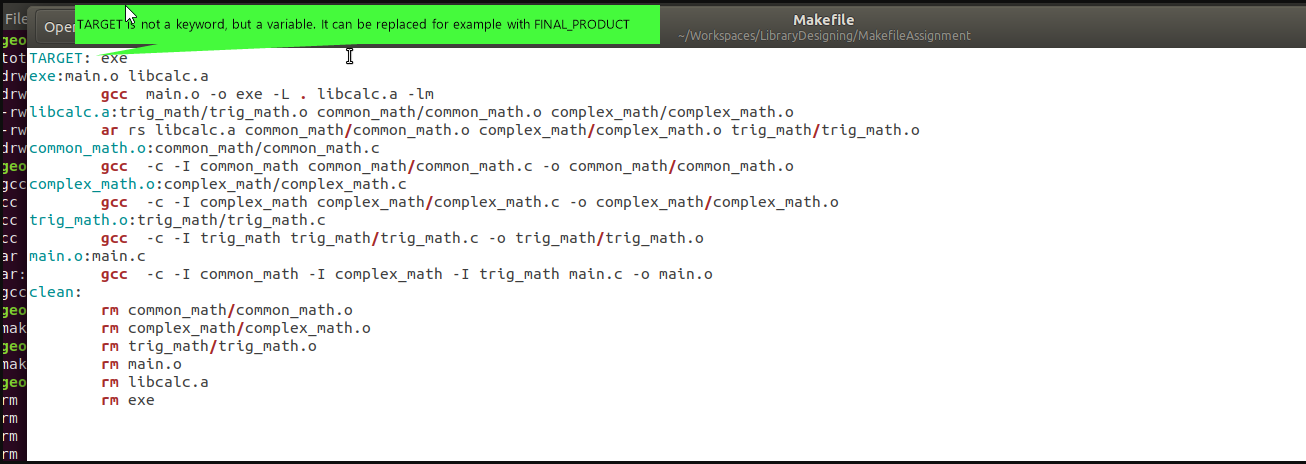 File
Open
TARGET is not a keyword, but a variable. It can be replaced for example with FINAL_PRODUCT
Makefile
~/Workspaces/LibraryDesigning/MakefileAssignment
geo
tot
drw
drw
-rw
-rw
drw
geo
gcc
cc
cc
cc
ar
ar:
gcc
geo
mak
geo
mak
geo
rm
rm
rm
rm
TARGET: exe
exe:main.o libcalc.a
gcc  main.o -o exe -L . libcalc.a -lm
libcalc.a:trig_math/trig_math.o common_math/common_math.o complex_math/complex_math.o
ar rs libcalc.a common_math/common_math.o complex_math/complex_math.o trig_math/trig_math.o
common_math.o:common_math/common_math.c
gcc  -c -I common_math common_math/common_math.c -o common_math/common_math.o
complex_math.o:complex_math/complex_math.c
gcc  -c -I complex_math complex_math/complex_math.c -o complex_math/complex_math.o
trig_math.o:trig_math/trig_math.c
gcc  -c -I trig_math trig_math/trig_math.c -o trig_math/trig_math.o
main.o:main.c
gcc  -c -I common_math -I complex_math -I trig_math main.c -o main.o
clean:
rm common_math/common_math.o
rm complex_math/complex_math.o
rm trig_math/trig_math.o
rm main.o
rm libcalc.a
rm exe